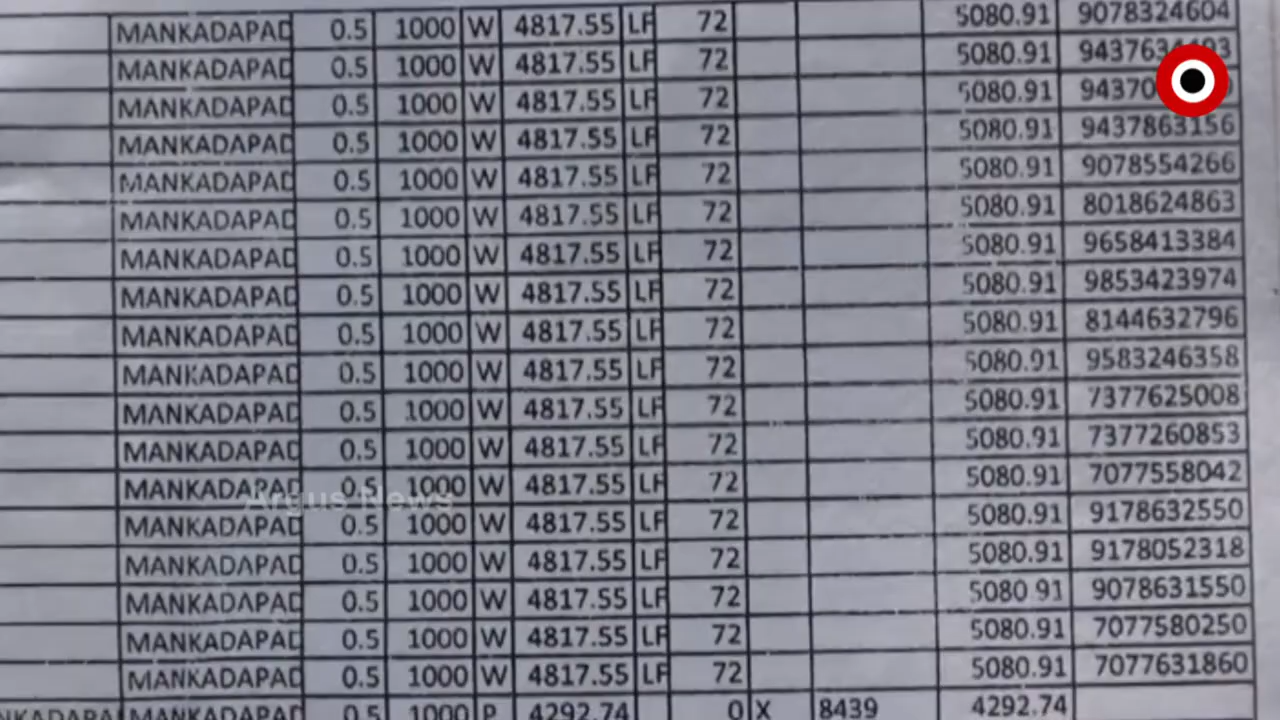 MANKADAPAD 0.5 1000 W 4817.55 LF 72 5080.91 9078324604
MANKADAPAD 0.5 1000 W 4817.55 LF 72 5080.91
MANKADAPAD 0.5 1000 W 4817.55 LF 72 5080.91
MANKADAPAD 0.5 1000 W 4817.55 LF 72 5080.91 9437863156
MANKADAPAD 0.5 1000 W 4817.55 LF 72 5080.91 9078554266
MANKADAPAD 0.5 1000 W 4817.55 LF 72 5080.91 8018624863
MANKADAPAD 0.5 1000 W 4817.55 LF 72 5080.91 9658413384
MANKADAPAD 0.5 1000 W 4817.55 LF 72 5080.91 9853423974
MANKADAPAD 0.5 1000 W 4817.55 LF 72 5080.91 8144632796
MANKADAPAD 0.5 1000 W 4817.55 LF 72 5080.91 9583246358
MANKADAPAD 0.5 1000 W 4817.55 LF 72 5080.91 7377625008
MANKADAPAD 0.5 1000 W 4817.55 LF 72 5080.91 7377260853
MANKADAPAD 0.5 1000 W 4817.55 LF 72 5080.91 7077558042
Argus News
MANKADAPAD 0.5 1000 W 4817.55 LF 72 5080.91 9178632550
MANKADAPAD 0.5 1000 W 4817.55 LF 72 5080.91 9178052318
MANKADAPAD 0.5 1000 W 4817.55 LF 72 5080.91 9078631550
MANKADAPAD 0.5 1000 W 4817.55 LF 72 5080.91 7077580250
MANKADAPAD 0.5 1000 W 4817.55 LF 72 5080.91 7077631860
MANKADAPAD 0.5 1000 P 4292.74 0 X 8439 4292.74